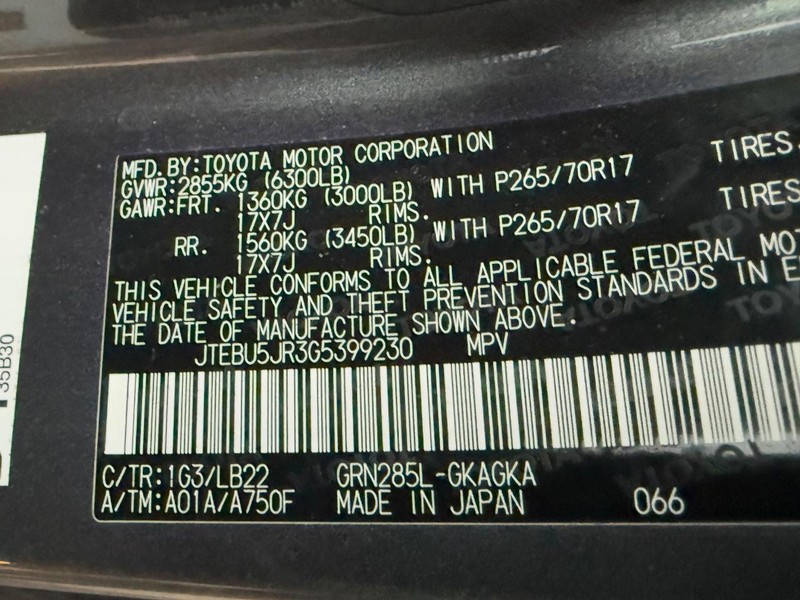 MFD.BY:TOYOTA MOTOR CORPORATION
GVWR:2855KG (6300LB)
GAWR:FRT. 1360KG (3000LB) WITH P265/70R17 TIRES.
17X7J RIMS.
RR. 1560KG (3450LB) WITH P265/70R17 TIRES
17X7J RIMS.
THIS VEHICLE CONFORMS TO ALL APPLICABLE FEDERAL MOT
VEHICLE SAFETY AND THEFT PREVENTION STANDARDS IN E
THE DATE OF MANUFACTURE SHOWN ABOVE.
JTEBU5JR3G5399230 MPV
C/TR:1G3/LB22 GRN285L-GKAGKA
A/TM:A01A/A750F MADE IN JAPAN 066
35B30